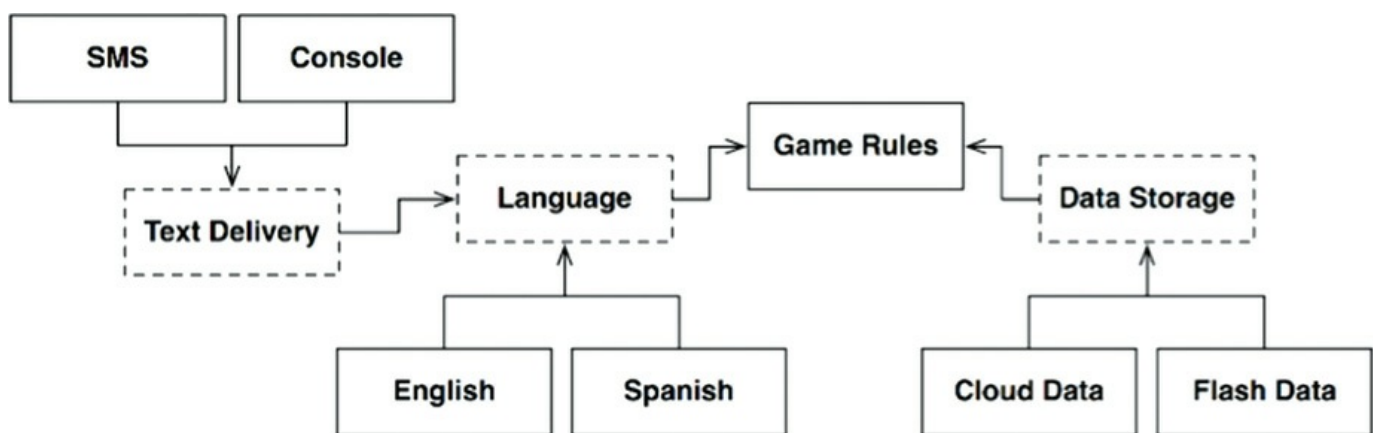 SMS
Console
Game Rules
Language
Data Storage
Text Delivery
English
Spanish
Cloud Data
Flash Data